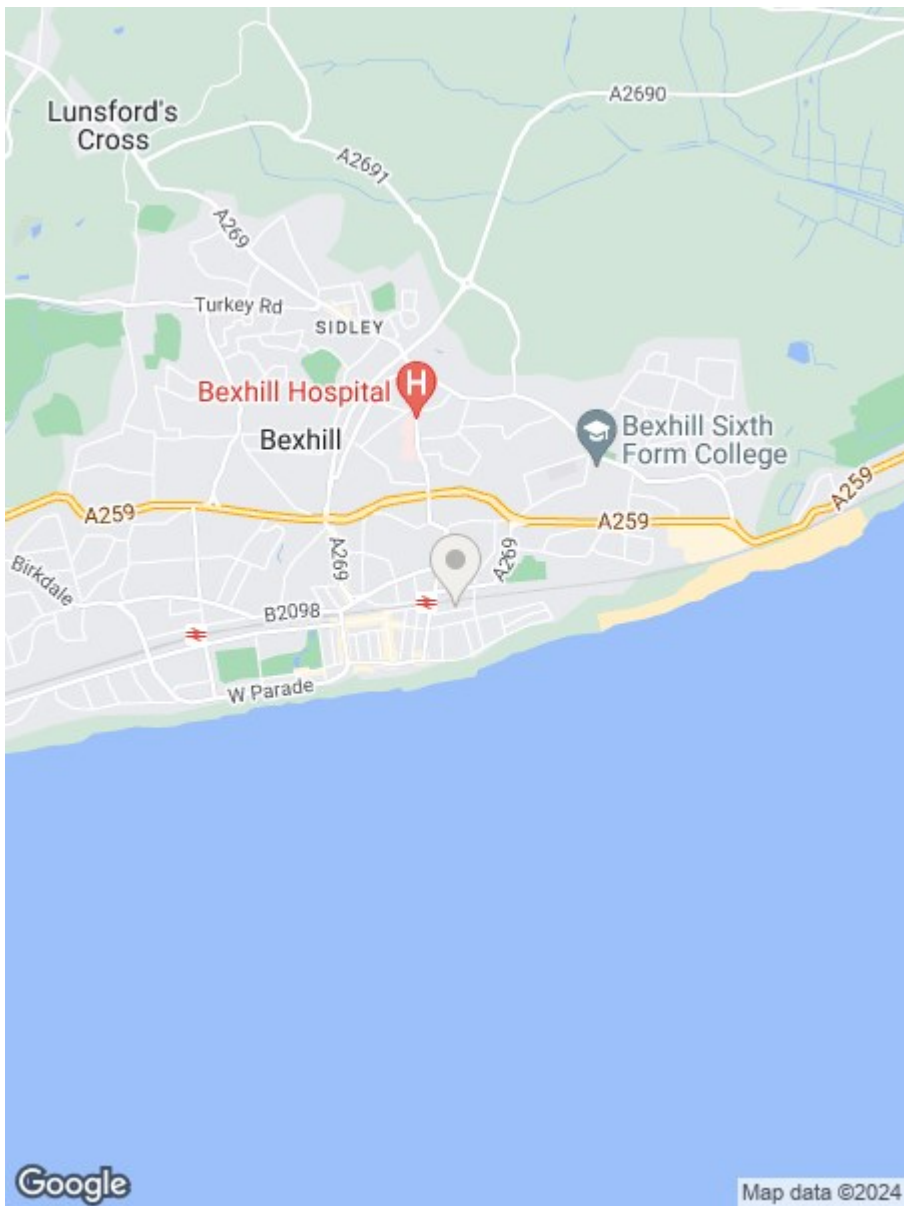 A2690
Lunsford's
Cross
A2691
A269
Turkey Rd
SIDLEY
Bexhill Hospital
H
Bexhill
Bexhill Sixth
Form College
A259
A259
A259
A269
A269
Birkdale
B2098
W Parade
Google
Map data ©2024